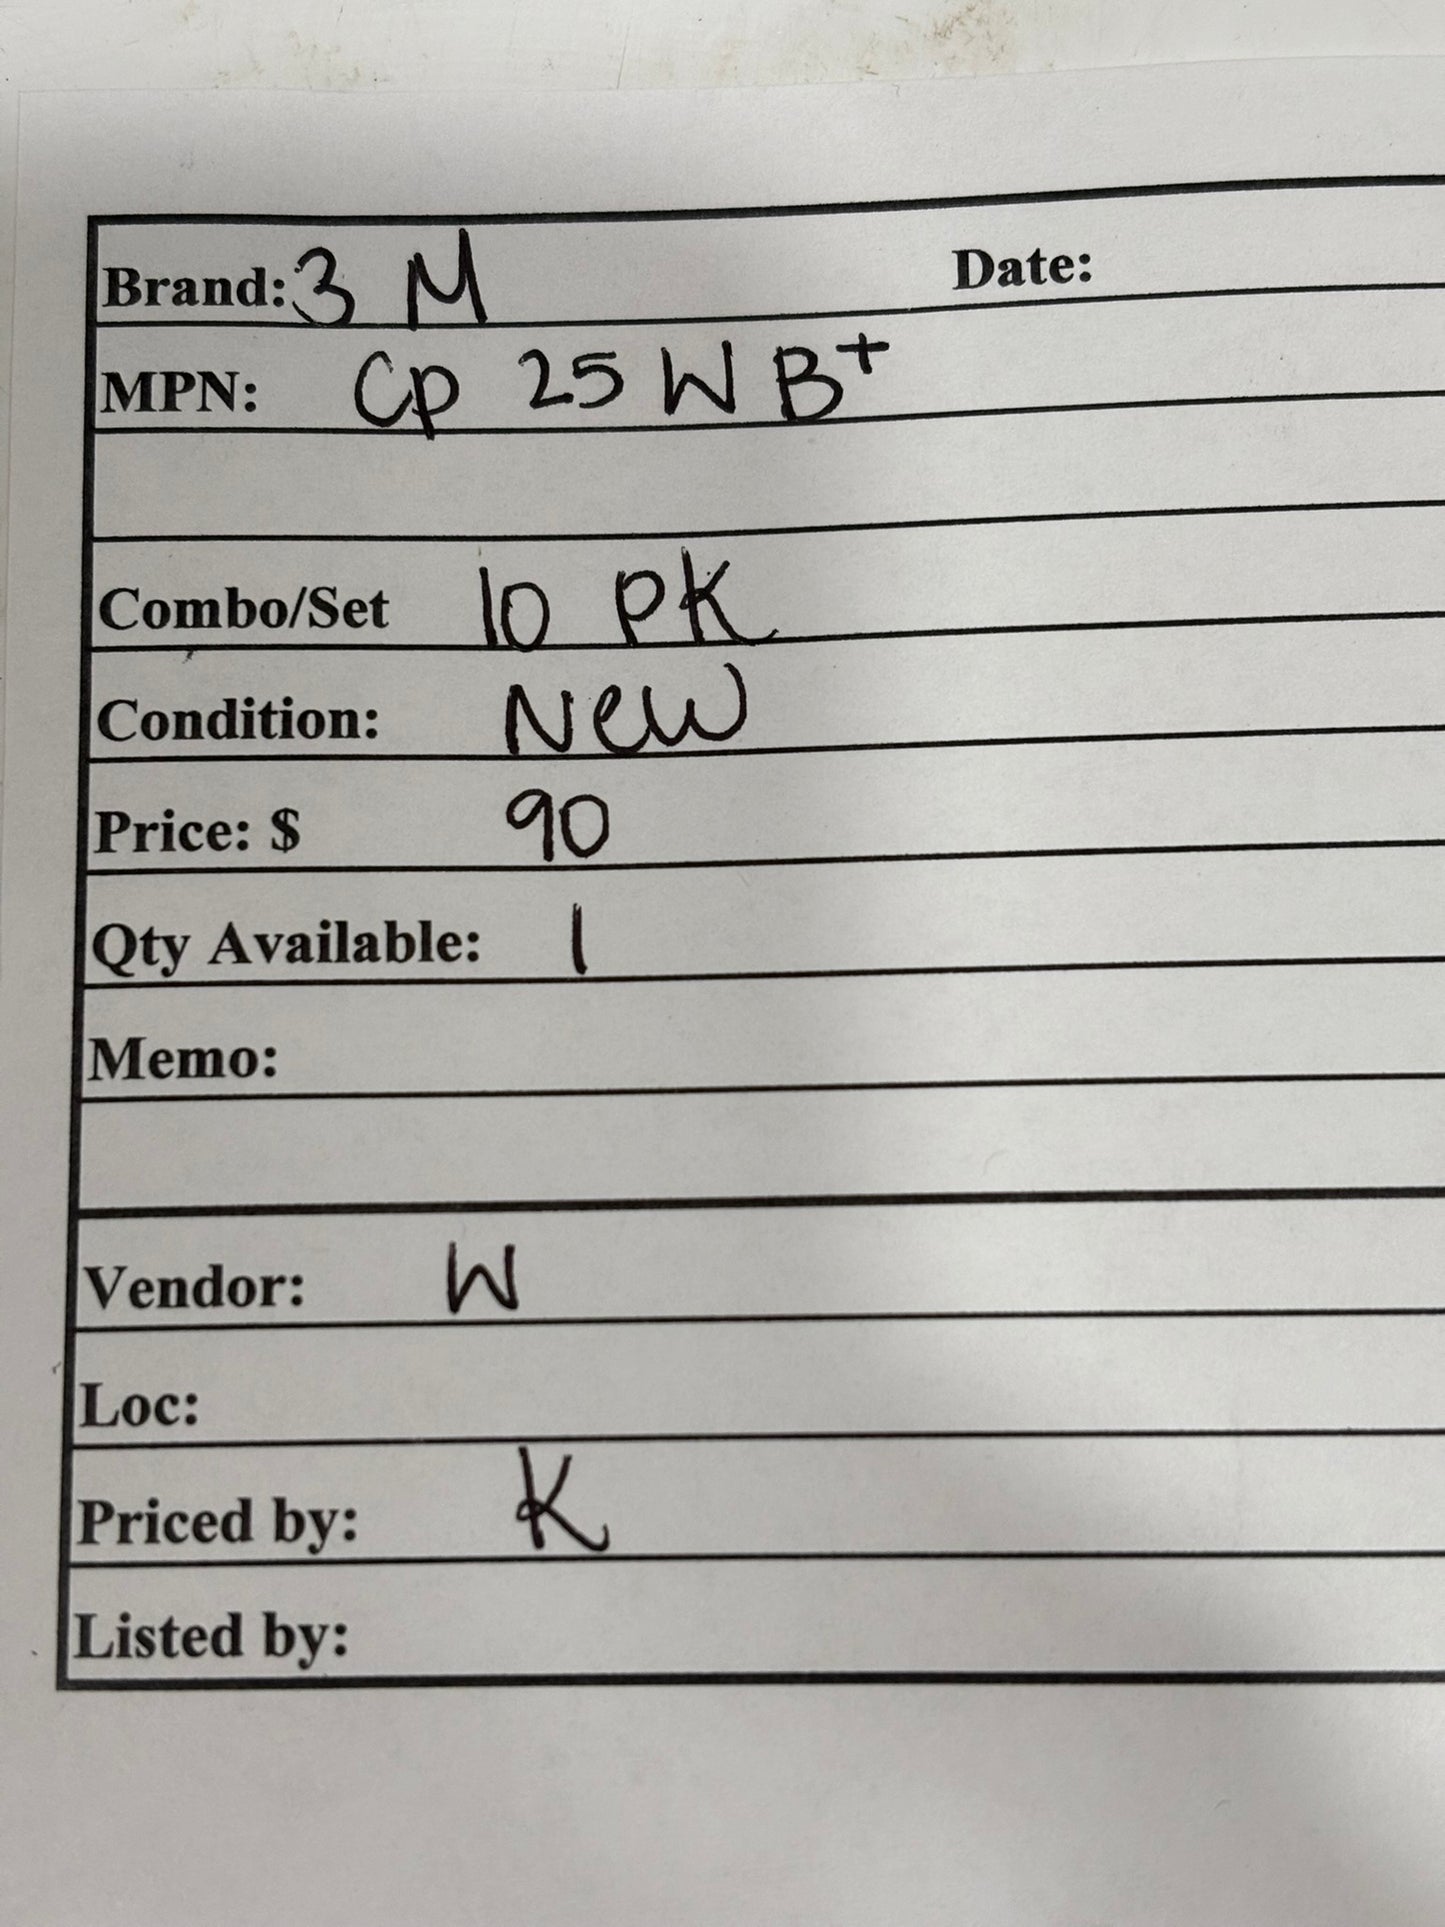 Brand: 3 M Date:
MPN: Cp 25 W B+
Combo/Set 10 PK
Condition: New
Price: $ 90
Qty Available: 1
Memo:
Vendor: W
Loc:
Priced by: K
Listed by: